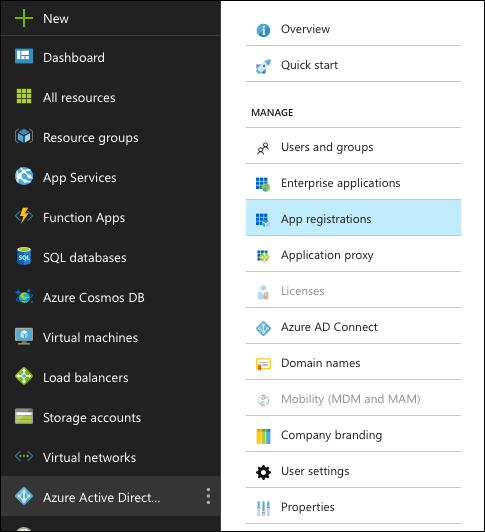 New
Dashboard
All resources
Resource groups
App Services
Function Apps
SQL
SQL databases
Azure Cosmos DB
Virtual machines
Load balancers
Storage accounts
Virtual networks
Azure Active Direct...
Overview
Quick start
MANAGE
Users and groups
Enterprise applications
App registrations
Application proxy
Licenses
Azure AD Connect
Domain names
Mobility (MDM and MAM)
Company branding
User settings
Properties